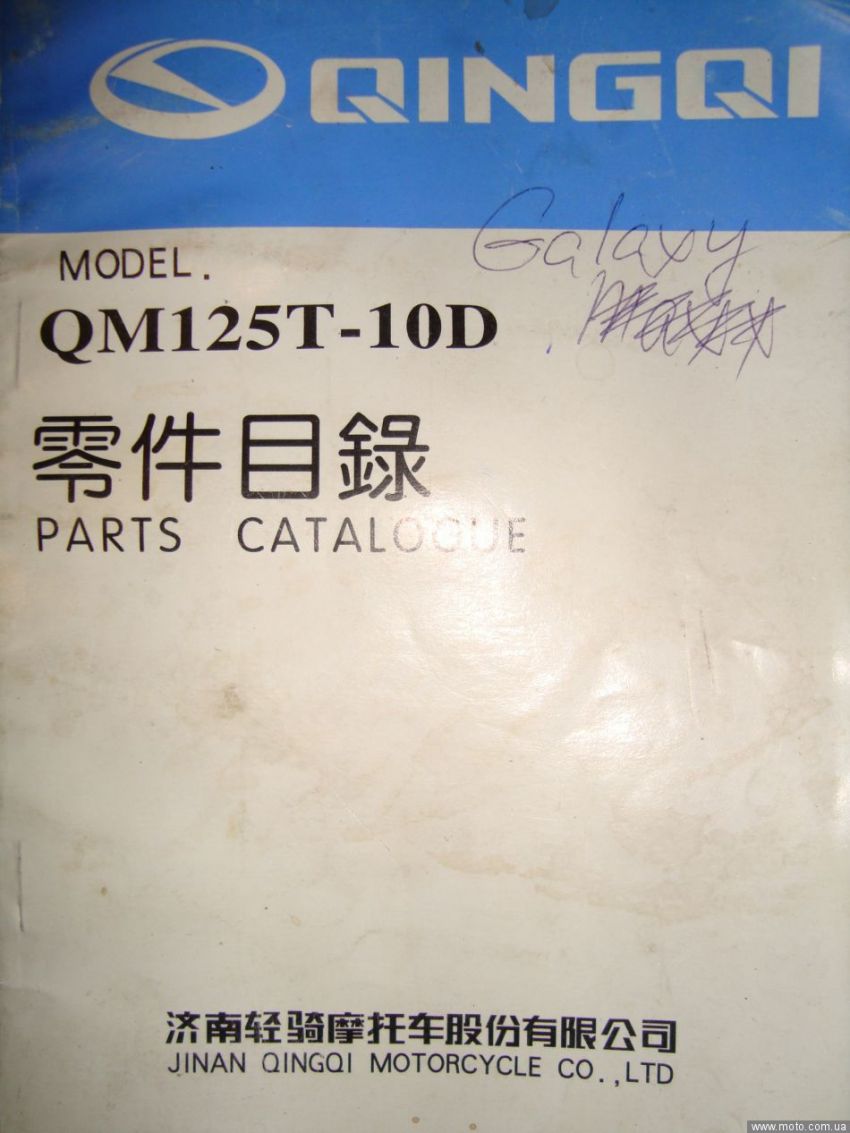 QINGQI
Galaxy
MODEL.
QM125T-10D
零件目錄
PARTS CATALOGUE
济南轻骑摩托车股份有限公司
JINAN QINGQI MOTORCYCLE CO.,LTD
www.moto.com.ua